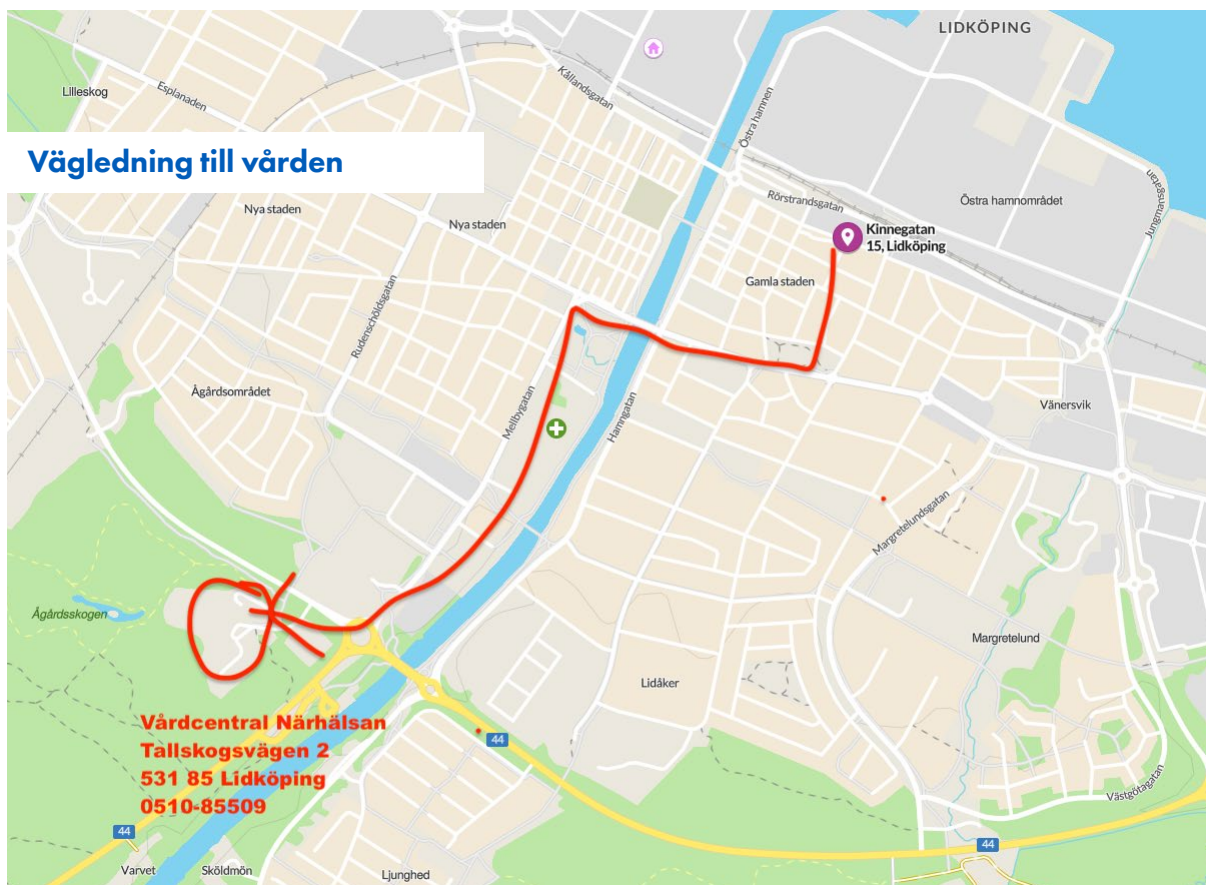 LIDKÖPING
Lilleskog
Esplanaden
Kållandsgatan
Östra hamnen
Vägledning till vården
Jungmansgatan
Rörstrandsgatan
Östra hamnområdet
Nya staden
Nya staden
Kinnegatan
15, Lidköping
Gamla staden
Rudenschöldsgatan
Ågårdsområdet
Mellbygatan
Hamngatan
Vänersvik
Margretelundsgatan
Ågårdsskogen
Margretelund
Lidåker
Vårdcentral Närhälsan
Tallskogsvägen 2
531 85 Lidköping
0510-85509
44
Västgötagatan
44
44
Varvet
Sköldmön
Ljunghed